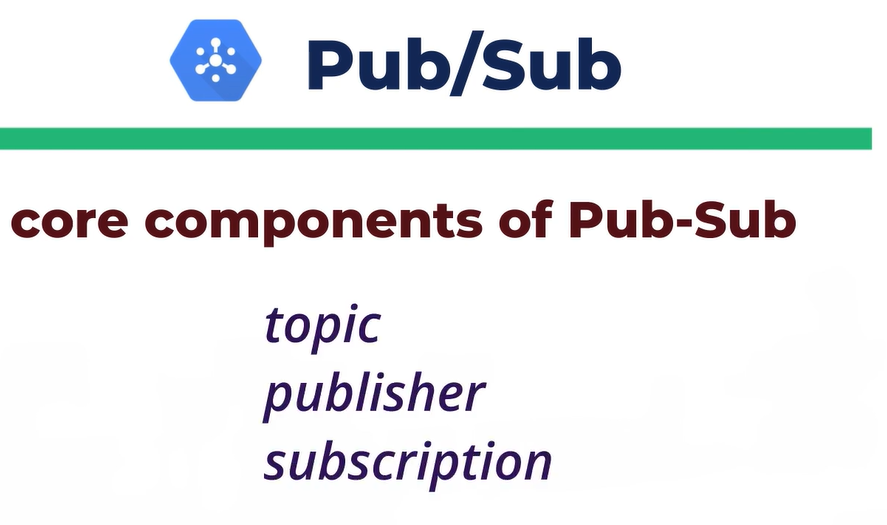 Pub/Sub
core components of Pub-Sub
topic
publisher
subscription